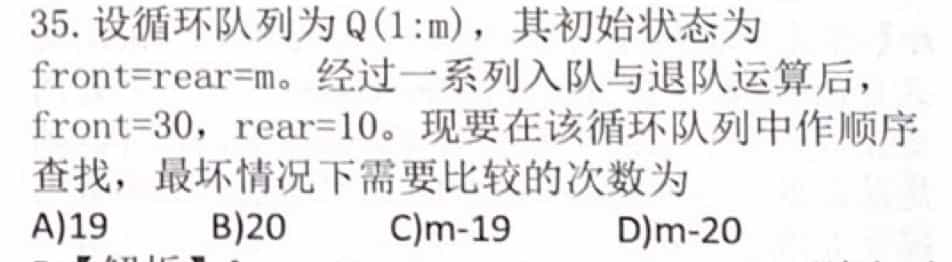 35. 设循环队列为 Q(1:m)，其初始状态为
front=rear=m。经过一系列入队与退队运算后，
front=30，rear=10。现要在该循环队列中作顺序
查找，最坏情况下需要比较的次数为
A)19 B)20 C)m-19 D)m-20